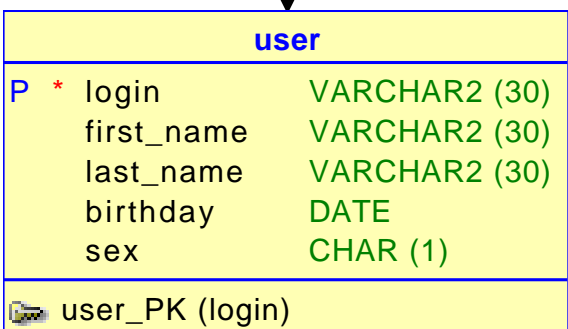 user
P * login VARCHAR2 (30)
first_name VARCHAR2 (30)
last_name VARCHAR2 (30)
birthday DATE
sex CHAR (1)
user_PK (login)